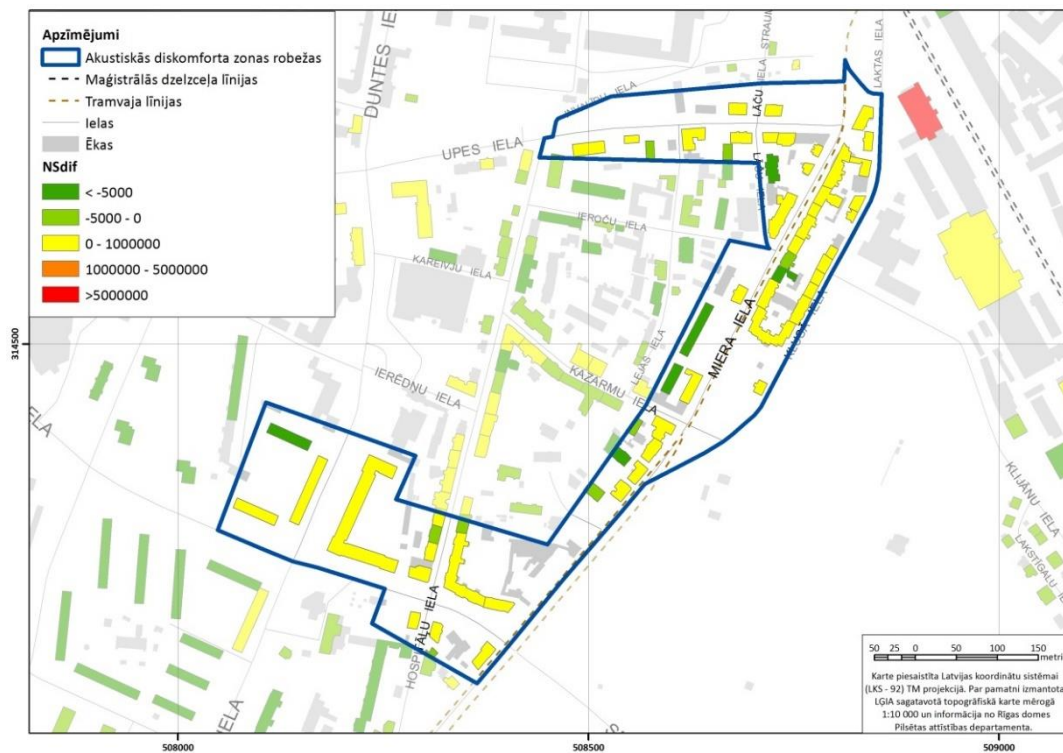 Apzīmējumi
Akustiskās diskomforta zonas robežas
Maģistrālās dzelzceļa līnijas
Tramvaja līnijas
Ielas
Ēkas
NSdif
< -5000
-5000 - 0
0 - 1000000
1000000 - 5000000
>5000000
DUNTES
UPES IELA
IELA STRAUM
LAKTAS IELA
LĀČU
IEROČU IELA
KAREIVJU IELA
314500
MIERA IELA
KLUSĀ IELA
LEJAS IELA
KAZARMU IELA
IERĒDŅU IELA
IELA
KLIJĀNU IELA
LAKSTĪGALU
HOSPITĀĻU IELA
IELA
50 25 0 50 100 150
metri
Karte piesaistīta Latvijas koordinātu sistēmai
(LKS - 92) TM projekcijā. Par pamatni izmantota
LĢIA sagatavotā topogrāfiskā karte mērogā
1:10 000 un informācija no Rīgas domes
Pilsētas attīstības departamenta.
508000
508500
509000